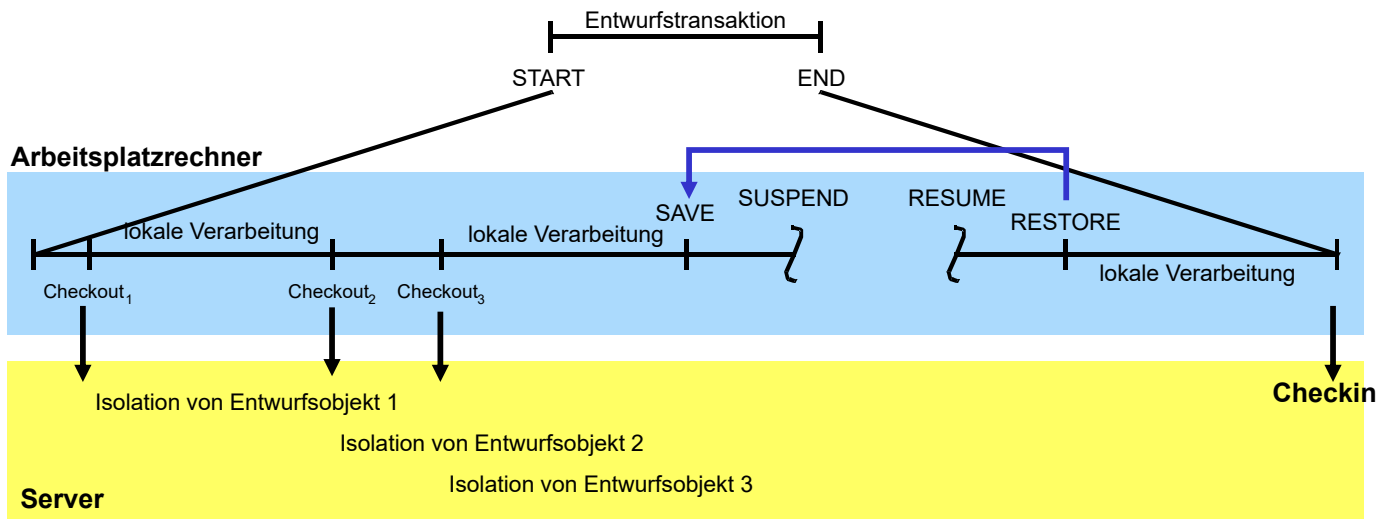 Entwurfstransaktion
START
END
Arbeitsplatzrechner
SAVE
SUSPEND
RESUME
RESTORE
lokale Verarbeitung
lokale Verarbeitung
lokale Verarbeitung
Checkout1
Checkout2
Checkout3
Checkin
Isolation von Entwurfsobjekt 1
Isolation von Entwurfsobjekt 2
Isolation von Entwurfsobjekt 3
Server